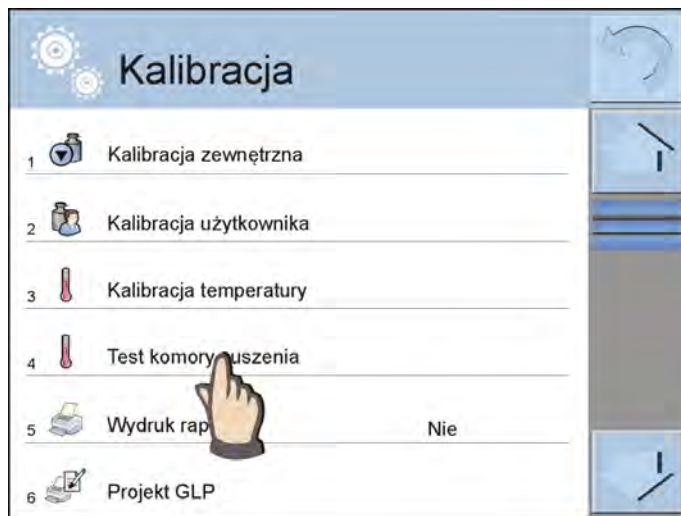 Kalibracja
1 Kalibracja zewnętrzna
2 Kalibracja użytkownika
3 Kalibracja temperatury
4 Test komory
5 Wydruk Nie
6 Projekt GLP